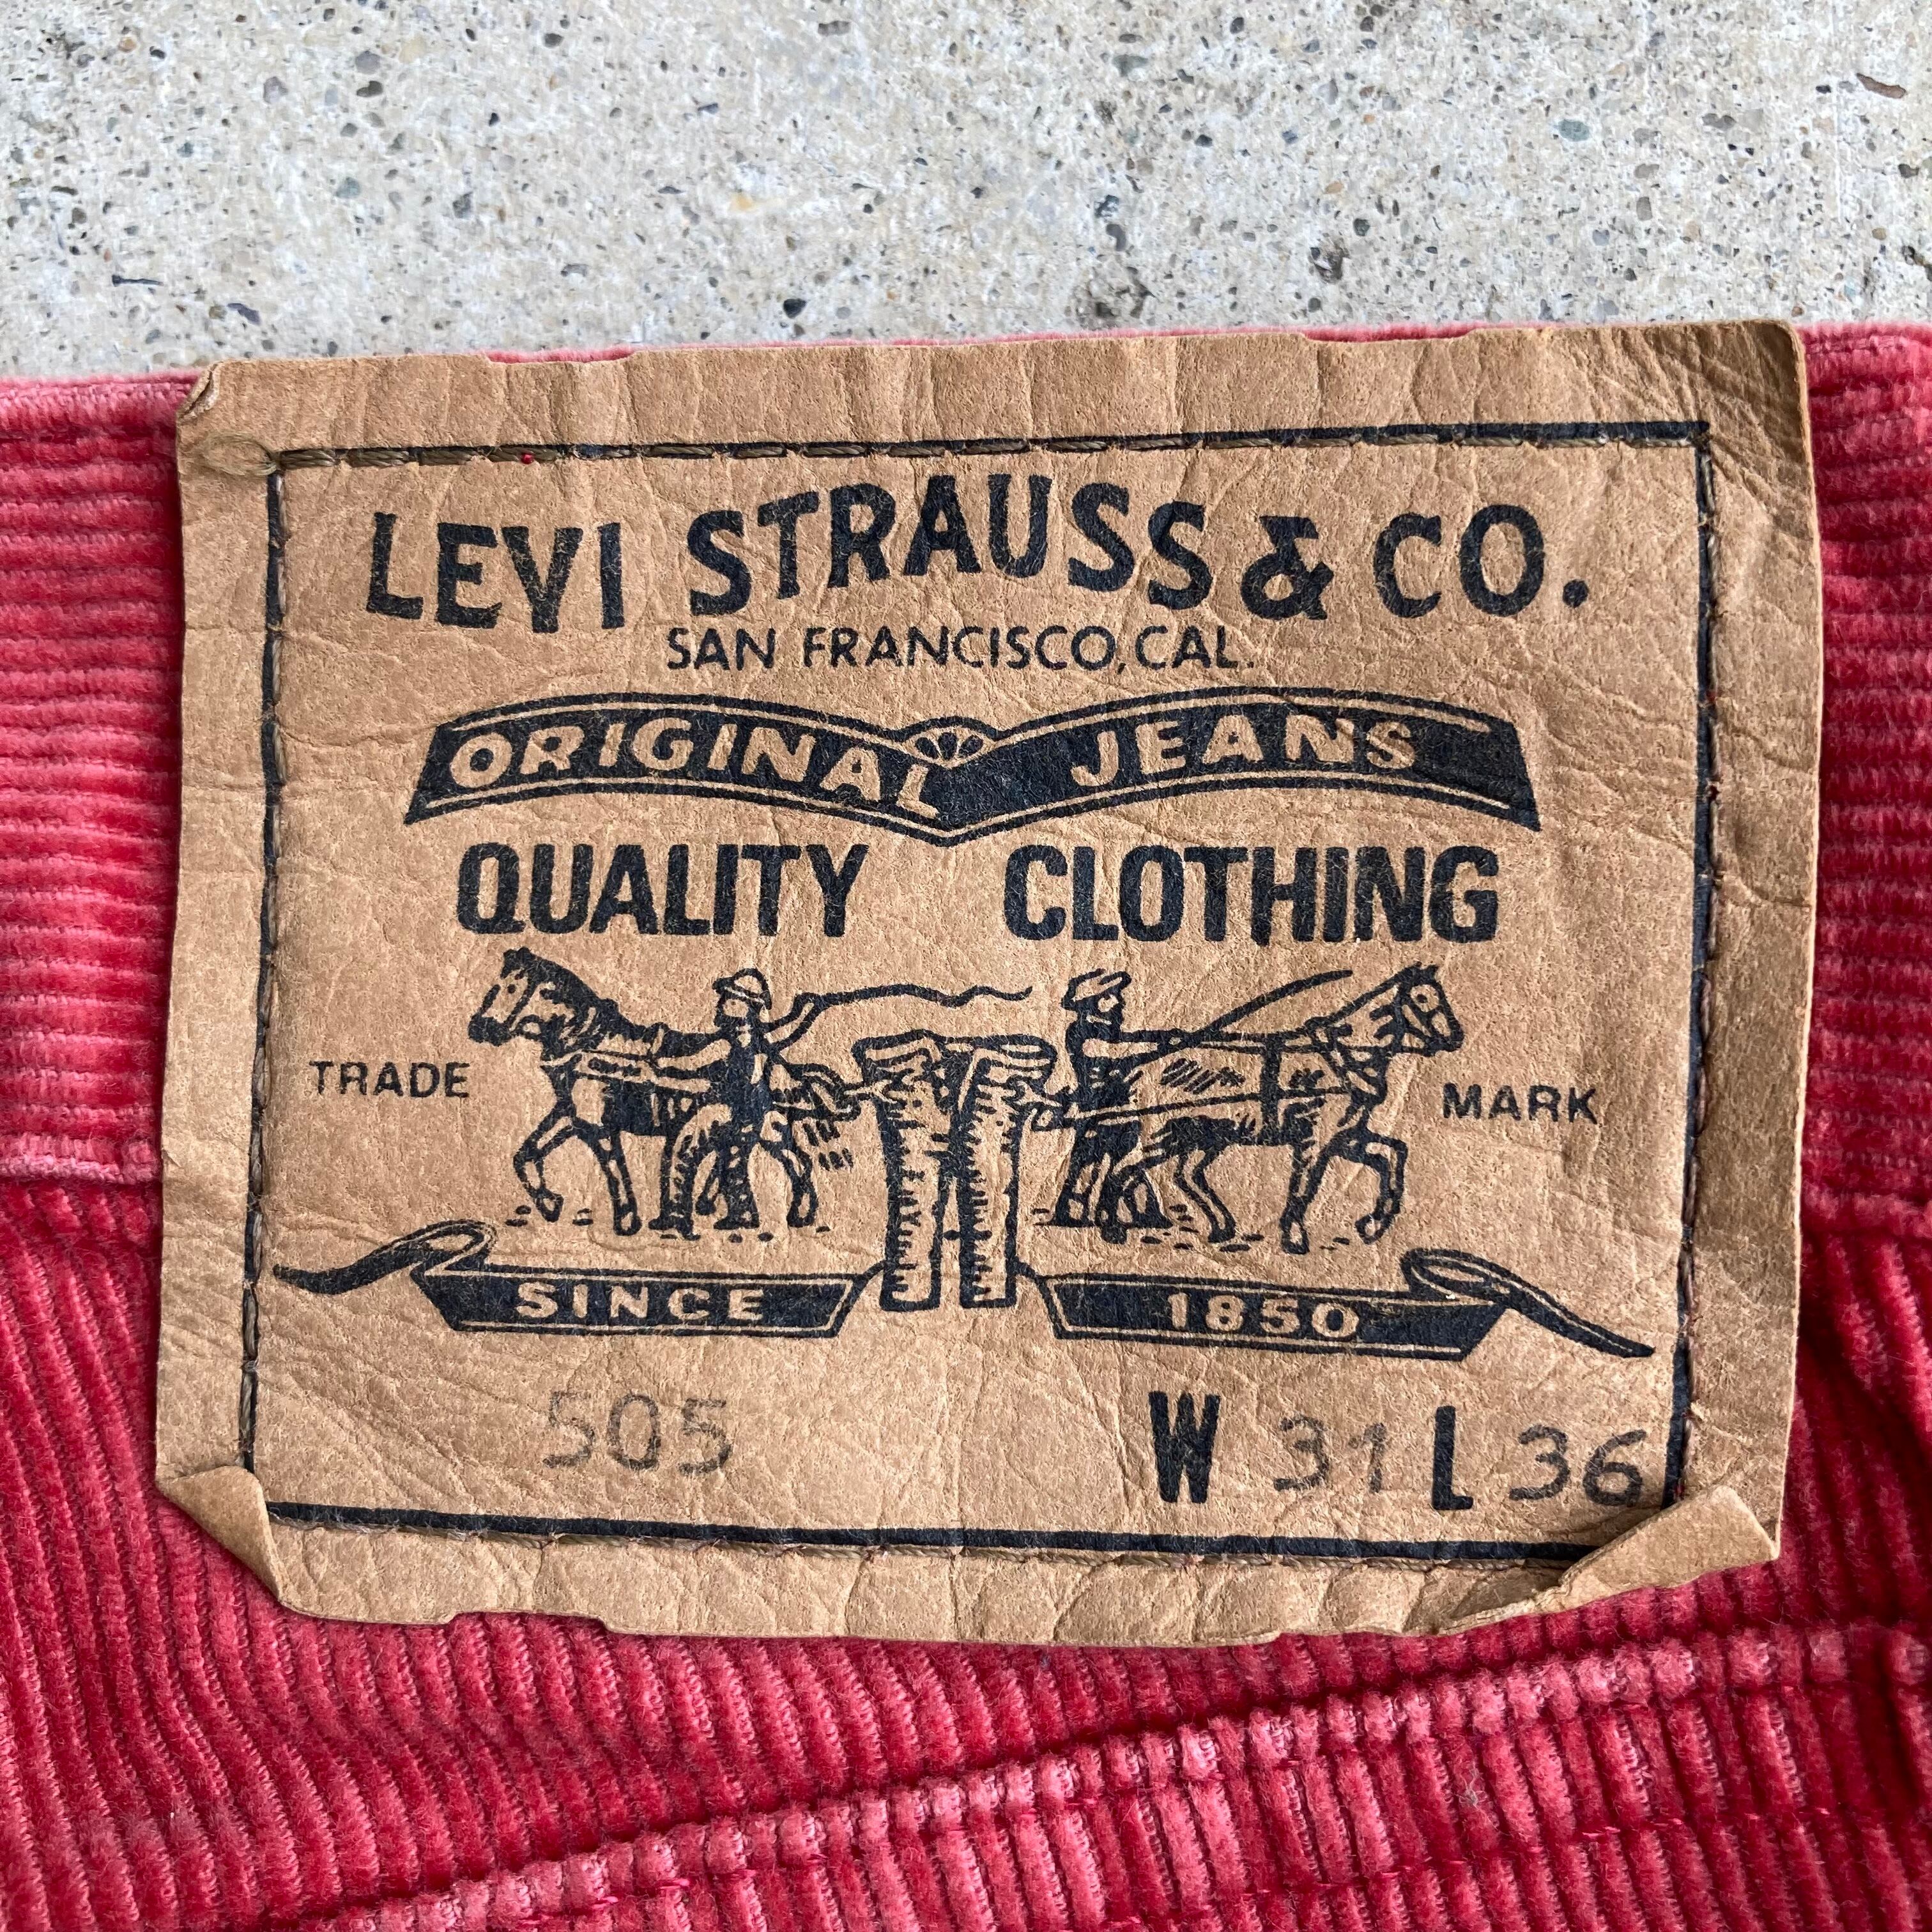 LEVI STRAUSS & CO.
SAN FRANCISCO, CAL.
ORIGINAL JEANS
QUALITY CLOTHING
TRADE MARK
SINCE 1850
505 W 31 L 36